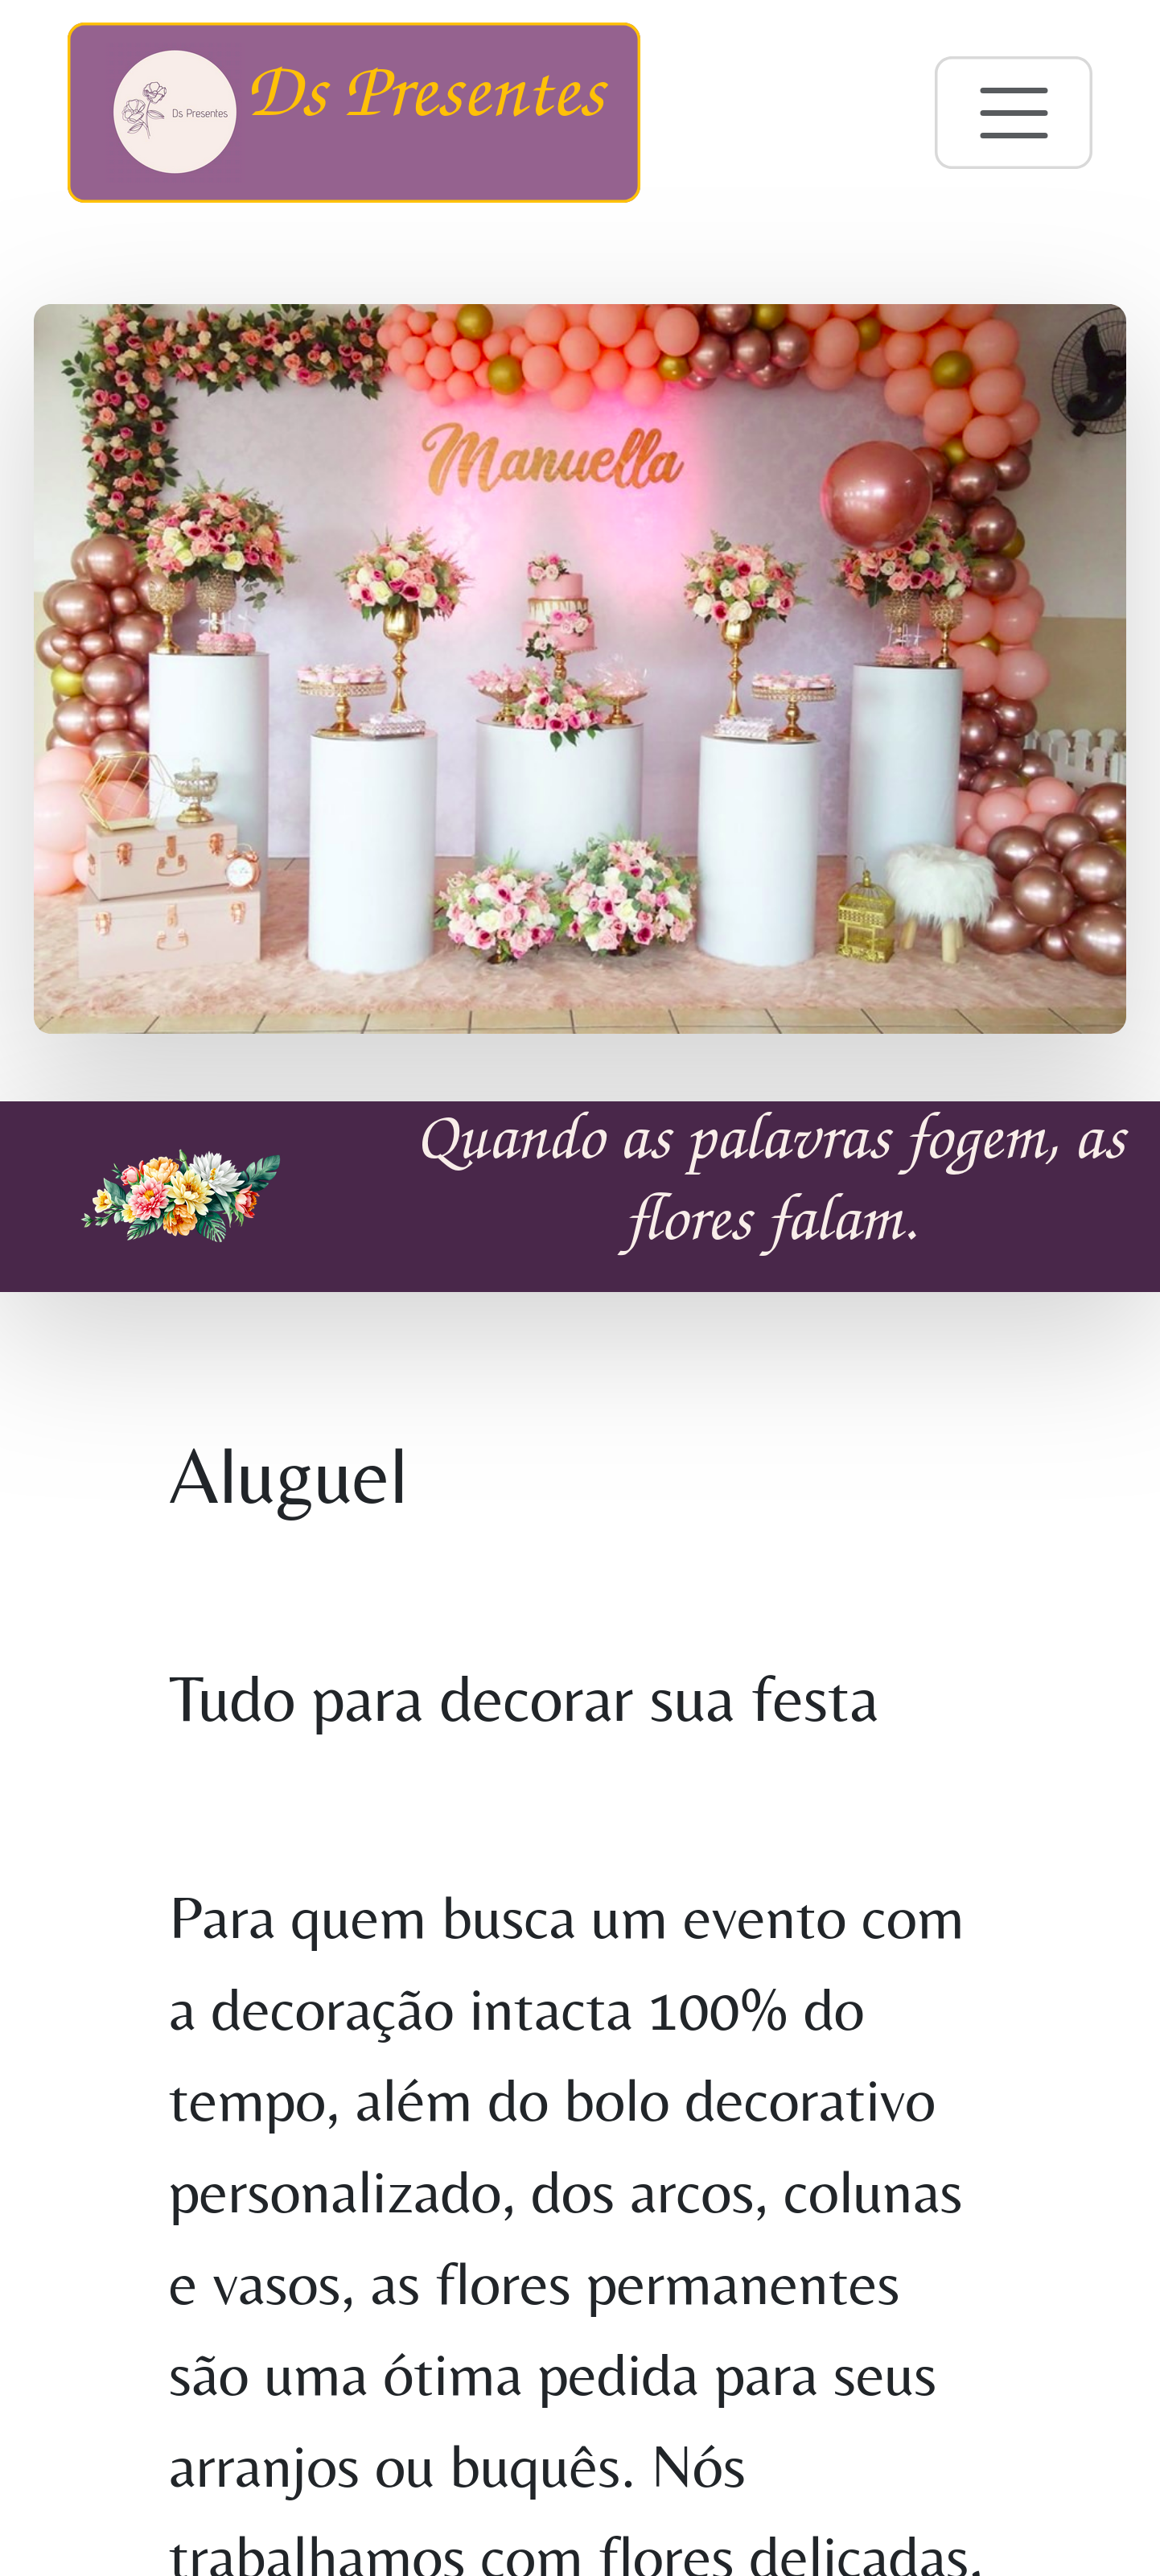 Ds Presentes
Ds Presentes
Manuella
Quando as palavras fogem, as
flores falam.
Aluguel
Tudo para decorar sua festa
Para quem busca um evento com
a decoração intacta 100% do
tempo, além do bolo decorativo
personalizado, dos arcos, colunas
e vasos, as flores permanentes
são uma ótima pedida para seus
arranjos ou buquês. Nós
trabalhamos com flores delicadas,